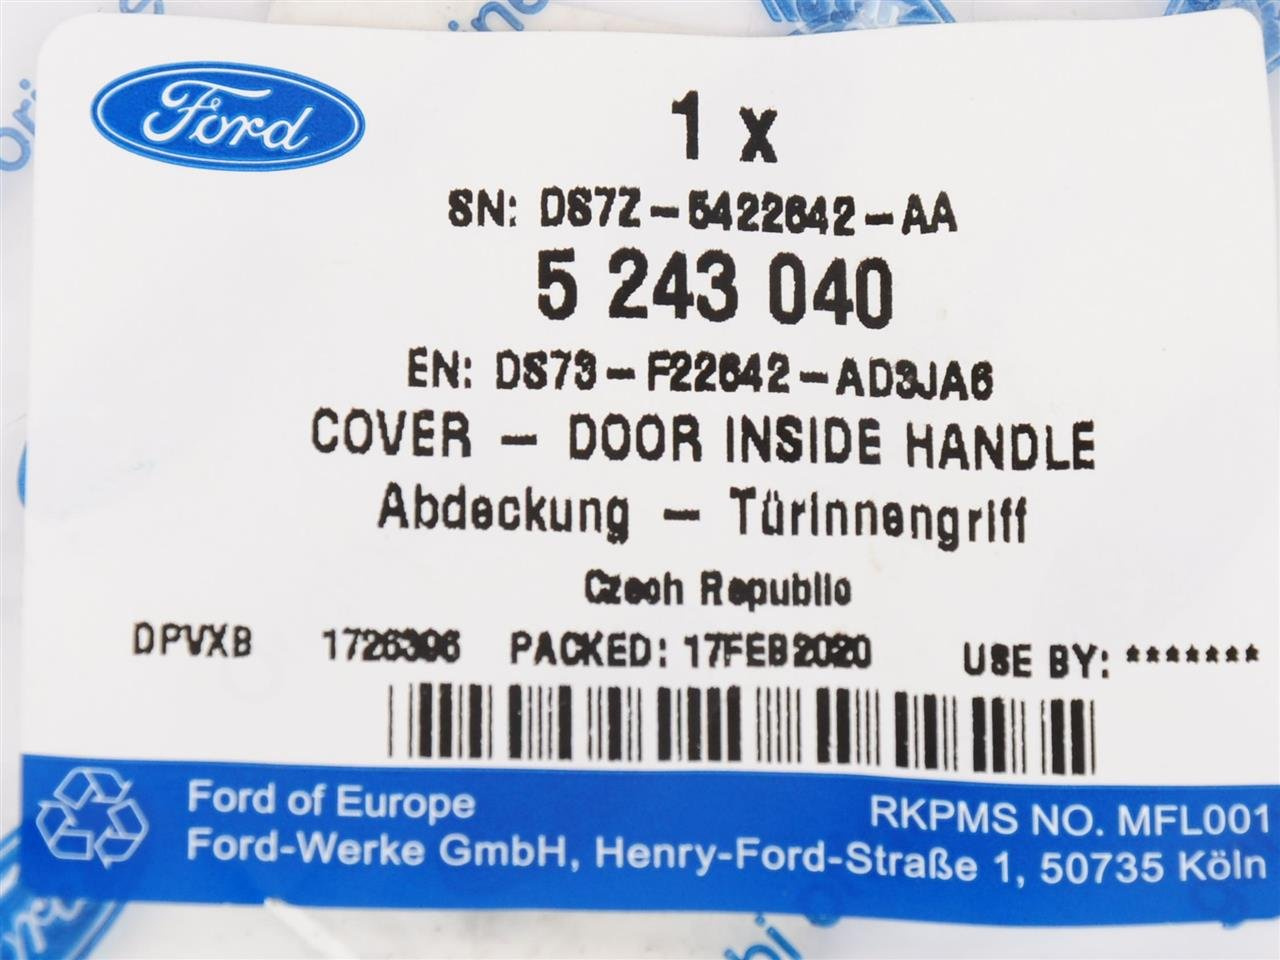 Ford
1 x
SN: DS7Z-5422642-AA
5 243 040
EN: DS73-F22642-AD3JA6
COVER - DOOR INSIDE HANDLE
Abdeckung - Türinnengriff
Czech Republic
DPVXB 1726396 PACKED: 17FEB2020 USE BY: *******
Ford of Europe
RKPMS NO. MFL001
Ford-Werke GmbH, Henry-Ford-Straße 1, 50735 Köln